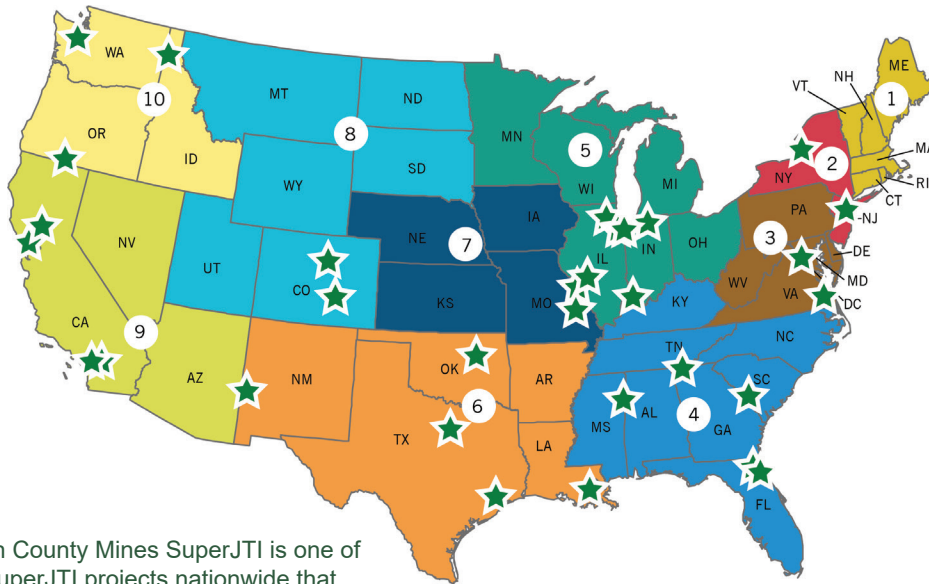 WA
MT
ND
MN
ME
NH
VT
1
10
OR
ID
8
5
WI
MI
NY
2
MA
RI
CT
SD
WY
IA
NE
7
PA
3
-NJ
NV
UT
CO
KS
MO
IL
IN
OH
WV
VA
DE
MD
DC
KY
CA
9
AZ
NM
OK
AR
TN
NC
SC
6
TX
LA
MS
AL
4
GA
FL
County Mines SuperJTI is one of
SuperJTI projects nationwide that